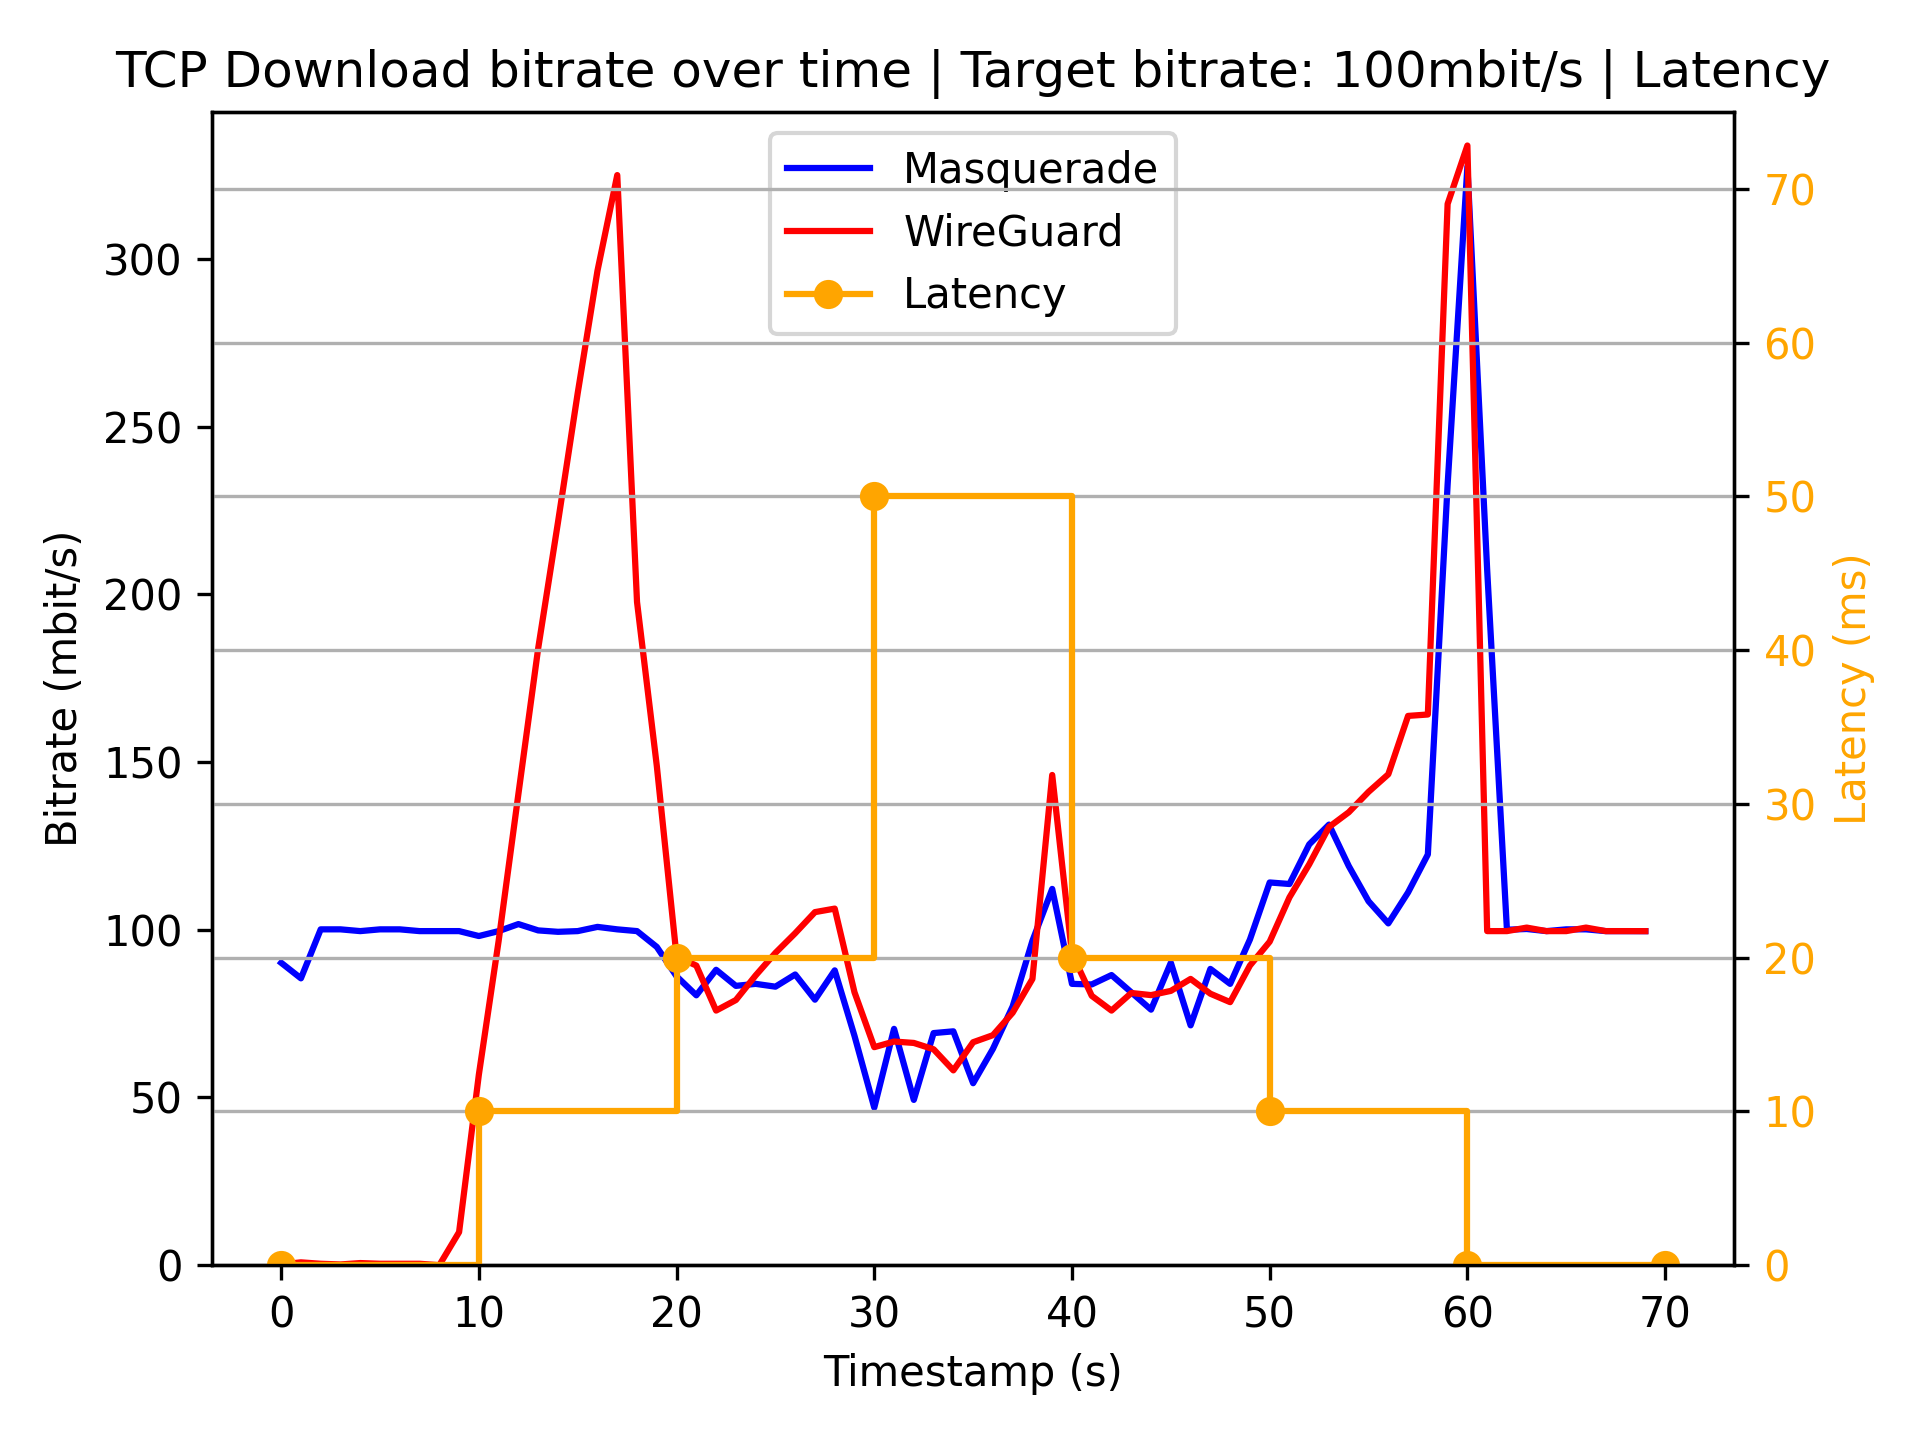 TCP Download bitrate over time | Target bitrate: 100mbit/s | Latency
Masquerade
WireGuard
Latency
Bitrate (mbit/s)
300
250
200
150
100
50
0
70
60
50
40
30
20
10
0
Latency (ms)
0 10 20 30 40 50 60 70
Timestamp (s)